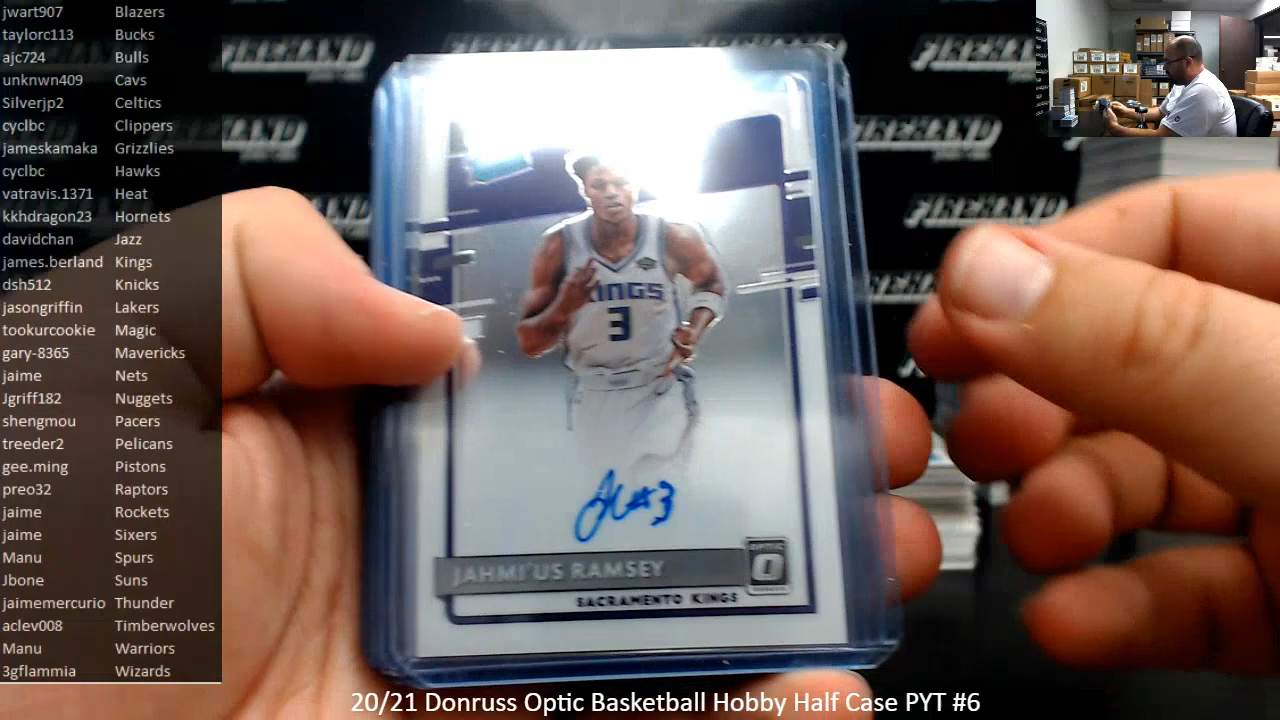 jwart907 Blazers
taylorc113 Bucks
ajc724 Bulls
unknwn409 Cavs
Silverjp2 Celtics
cyclbc Clippers
jameskamaka Grizzlies
cyclbc Hawks
vatravis.1371 Heat
kkhdragon23 Hornets
davidchan Jazz
james.berland Kings
dsh512 Knicks
jasongriffin Lakers
tookurcookie Magic
gary-8365 Mavericks
jaime Nets
Jgriff182 Nuggets
shengmou Pacers
treeder2 Pelicans
gee.ming Pistons
preo32 Raptors
jaime Rockets
jaime Sixers
Manu Spurs
Jbone Suns
jaimemercurio Thunder
aclev008 Timberwolves
Manu Warriors
3gflammia Wizards
FIREHAND
FIREHAND
FIREHAND
KINGS
3
JAHMI'US RAMSEY
OPTIC
SACRAMENTO KINGS
20/21 Donruss Optic Basketball Hobby Half Case PYT #6